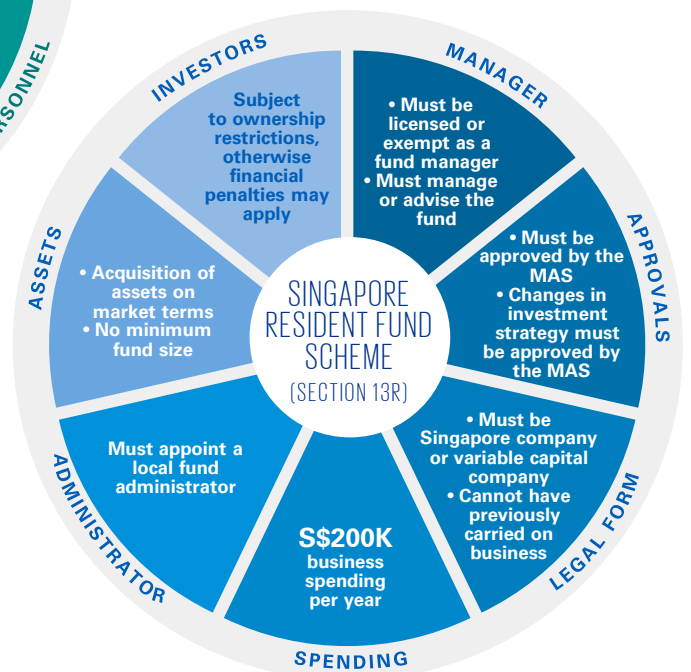 RSONNEL
INVESTORS
Subject
to ownership
restrictions,
otherwise
financial
penalties may
apply
MANAGER
• Must be
licensed or
exempt as a
fund manager
• Must manage
or advise the
fund
APPROVALS
• Must be
approved by the
MAS
• Changes in
investment
strategy must
be approved by
the MAS
LEGAL FORM
• Must be
Singapore company
or variable capital
company
• Cannot have
previously
carried on
business
SPENDING
S$200K
business
spending
per year
ADMINISTRATOR
Must appoint a
local fund
administrator
ASSETS
• Acquisition of
assets on
market terms
• No minimum
fund size
SINGAPORE
RESIDENT FUND
SCHEME
(SECTION 13R)